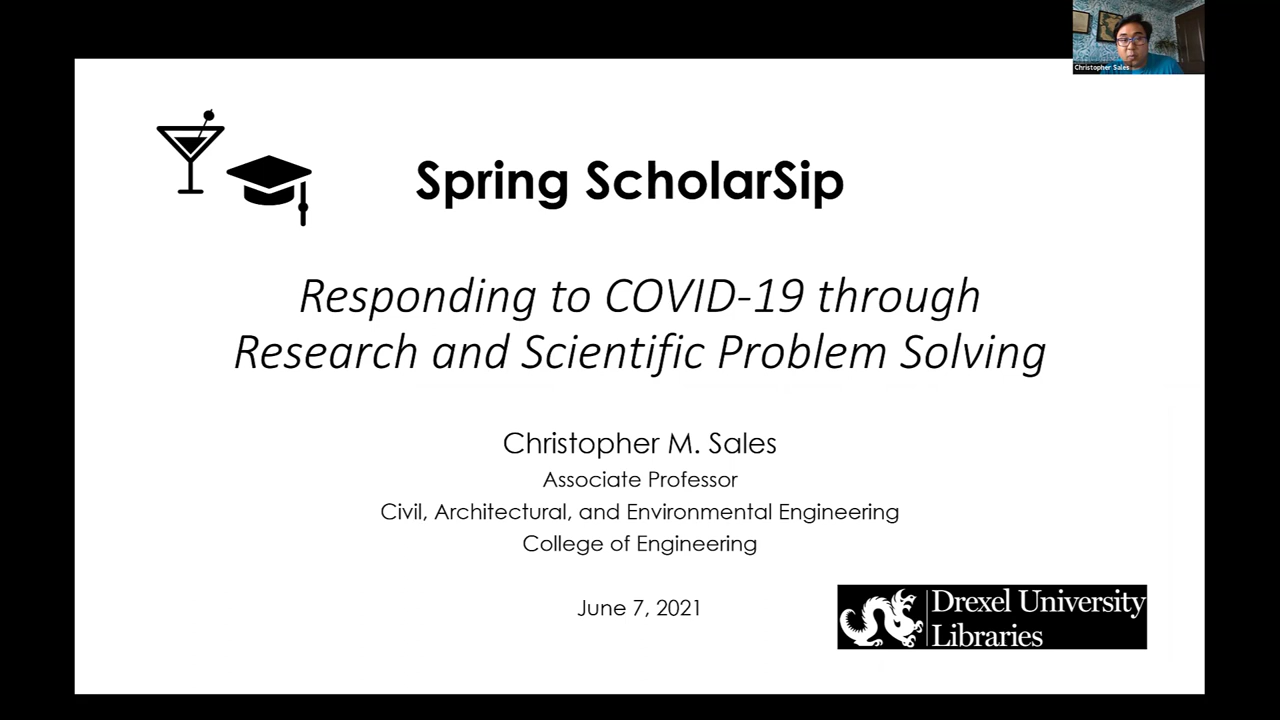 Christopher Sales
Spring ScholarSip
Responding to COVID-19 through
Research and Scientific Problem Solving
Christopher M. Sales
Associate Professor
Civil, Architectural, and Environmental Engineering
College of Engineering
June 7, 2021
Drexel University
Libraries